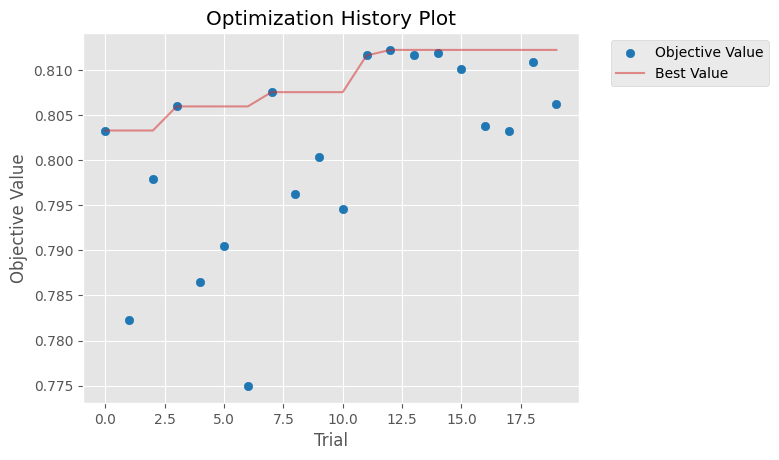 Optimization History Plot
Objective Value
Best Value
Objective Value
0.810
0.805
0.800
0.795
0.790
0.785
0.780
0.775
0.0 2.5 5.0 7.5 10.0 12.5 15.0 17.5
Trial